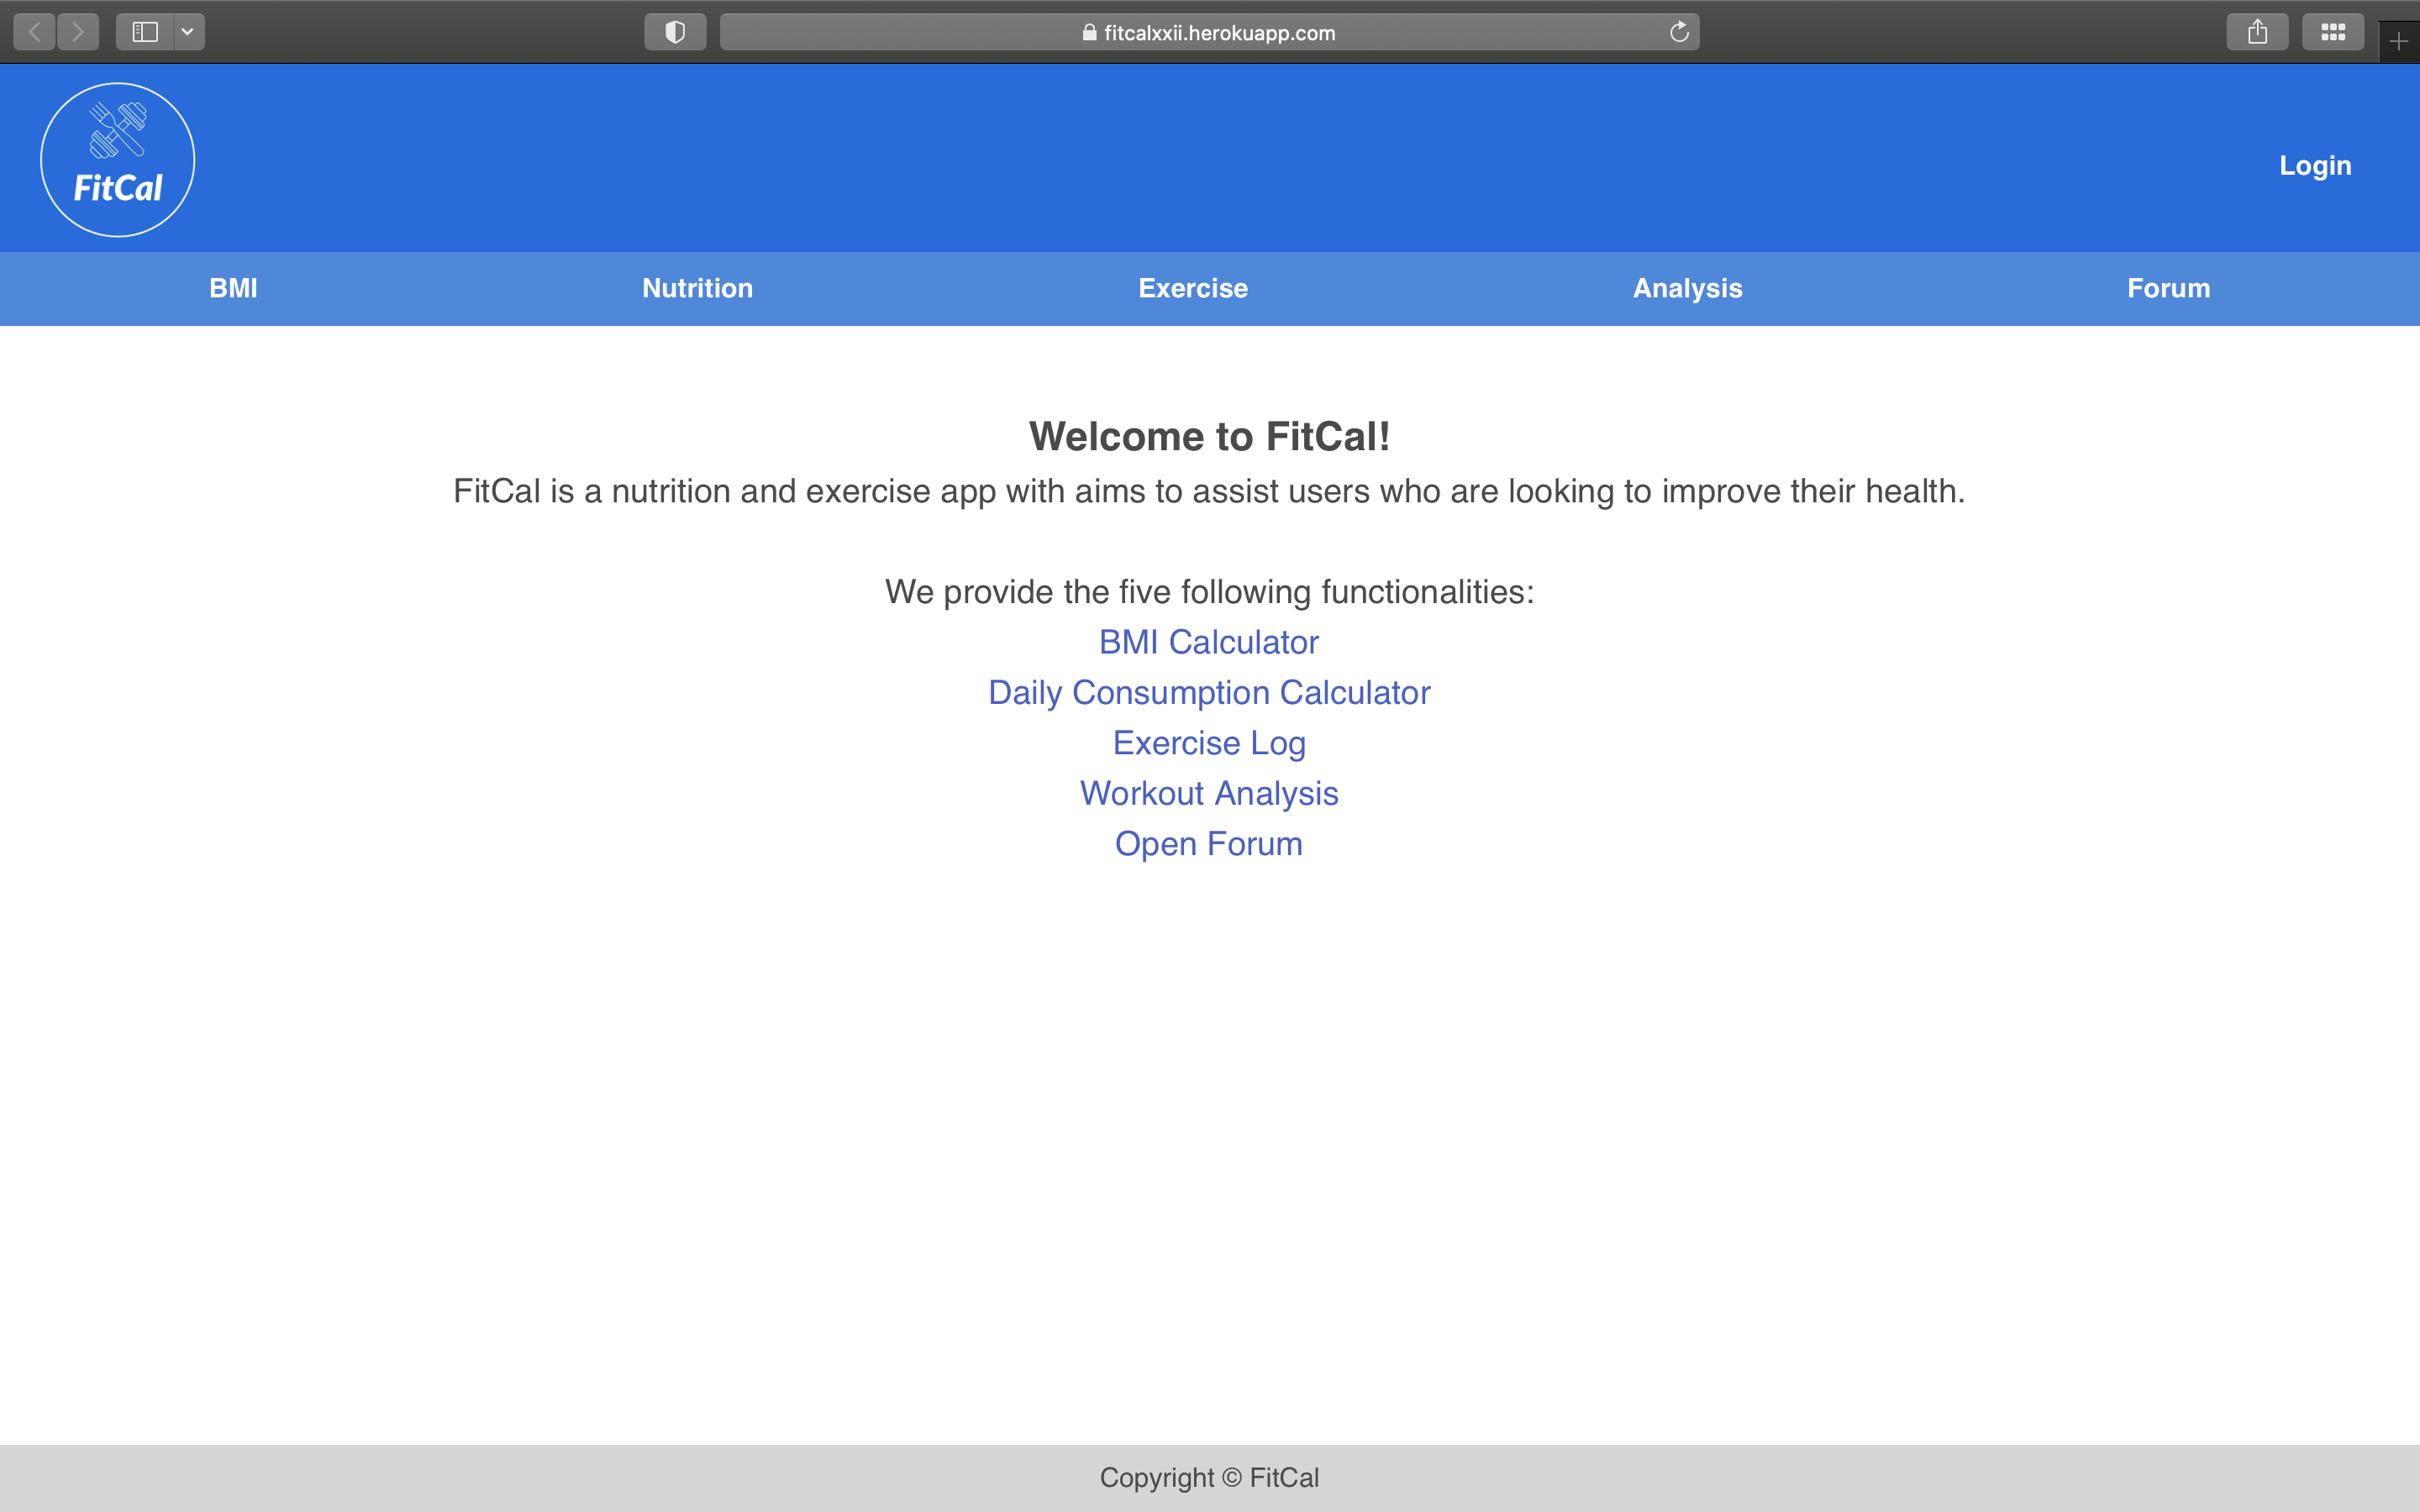 fitcalxxii.herokuapp.com
FitCal
Login
BMI
Nutrition
Exercise
Analysis
Forum
Welcome to FitCal!
FitCal is a nutrition and exercise app with aims to assist users who are looking to improve their health.
We provide the five following functionalities:
BMI Calculator
Daily Consumption Calculator
Exercise Log
Workout Analysis
Open Forum
Copyright © FitCal